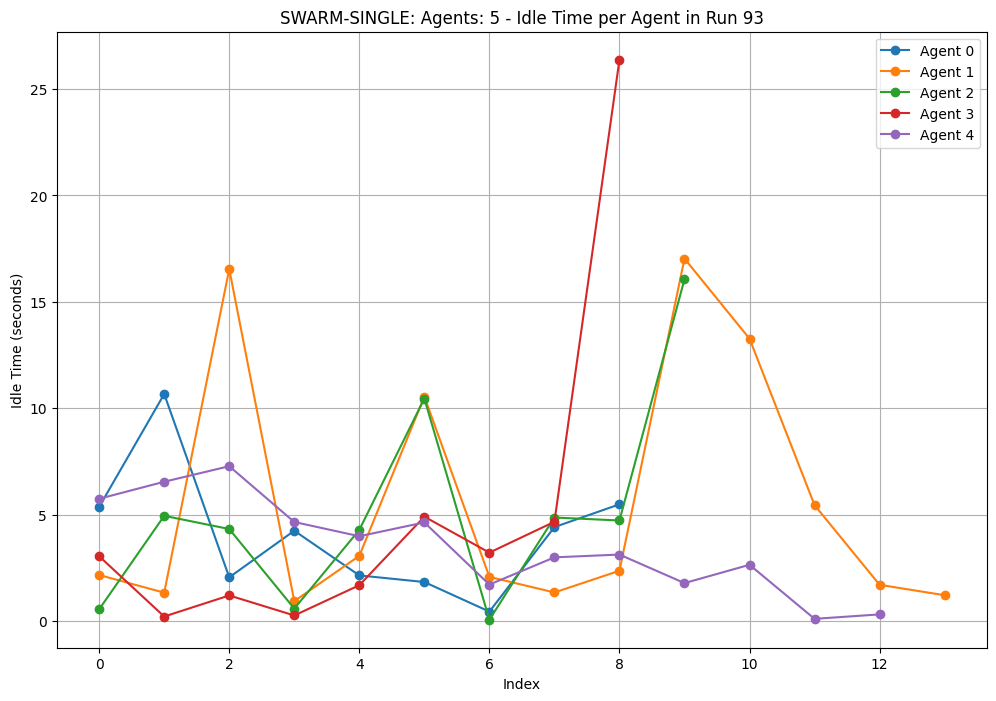 SWARM-SINGLE: Agents: 5 - Idle Time per Agent in Run 93
Agent 0
Agent 1
Agent 2
Agent 3
Agent 4
Idle Time (seconds)
25
20
15
10
5
0
0 2 4 6 8 10 12
Index